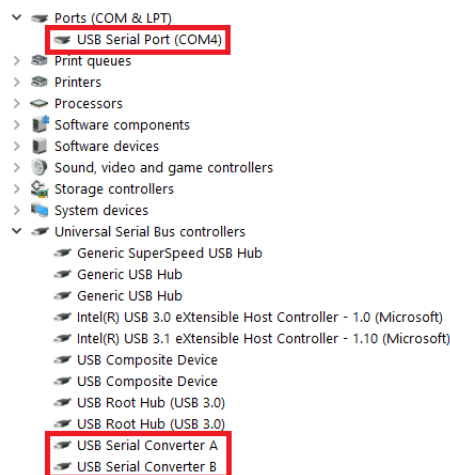 Ports (COM & LPT)
USB Serial Port (COM4)
Print queues
Printers
Processors
Software components
Software devices
Sound, video and game controllers
Storage controllers
System devices
Universal Serial Bus controllers
Generic SuperSpeed USB Hub
Generic USB Hub
Generic USB Hub
Intel(R) USB 3.0 eXtensible Host Controller - 1.0 (Microsoft)
Intel(R) USB 3.1 eXtensible Host Controller - 1.10 (Microsoft)
USB Composite Device
USB Composite Device
USB Root Hub (USB 3.0)
USB Root Hub (USB 3.0)
USB Serial Converter A
USB Serial Converter B